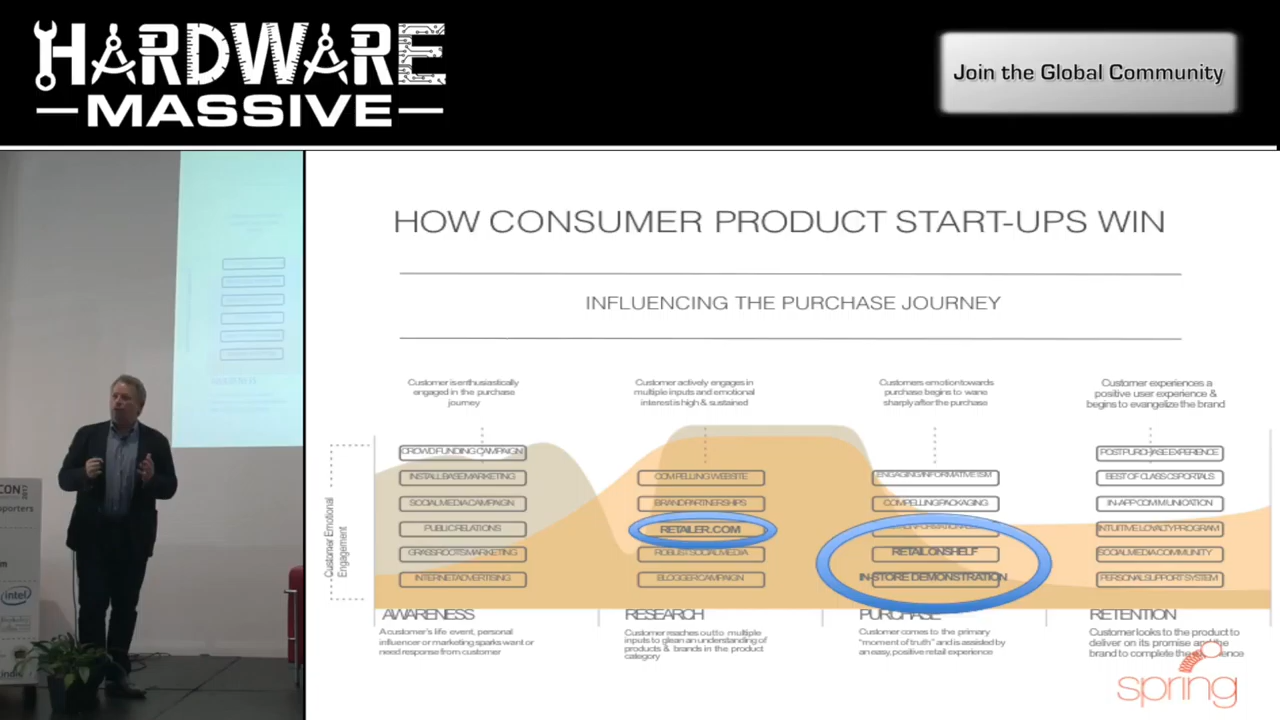 HARDWARE
MASSIVE
Join the Global Community
HOW CONSUMER PRODUCT START-UPS WIN
INFLUENCING THE PURCHASE JOURNEY
Customer is enthusiastically
engaged in the purchase
journey
Customer actively engages in
multiple inputs and emotional
interest is high & sustained
Customers emotion towards
purchase begins to wane
sharply after the purchase
Customer experiences a
positive user experience &
begins to evangelize the brand
Customer Emotional
Engagement
CROWD FUNDING CAMPAIGN
INSTALL BASE MARKETING
SOCIAL MEDIA CAMPAIGN
PUBLIC RELATIONS
GRASSROOTS MARKETING
INTERNET ADVERTISING
COMPELLING WEBSITE
BRAND PARTNERSHIPS
RETAILER.COM
ROBUST SOCIAL MEDIA
BLOGGER CAMPAIGN
COMPELLING PACKAGING
RETAIL ON SHELF
IN-STORE DEMONSTRATION
POST PURCHASE EXPERIENCE
BEST OF CLASS CS PORTALS
IN-APP COMMUNICATION
INTUITIVE LOYALTY PROGRAM
SOCIAL MEDIA COMMUNITY
PERSONAL SUPPORT SYSTEM
AWARENESS
A customer's life event, personal
influencer or marketing sparks want or
need response from customer
RESEARCH
Customer reaches out to multiple
inputs to glean an understanding of
products & brands in the product
category
PURCHASE
Customer comes to the primary
"moment of truth" and is assisted by
an easy, positive retail experience
RETENTION
Customer looks to the product to
deliver on its promise and the
brand to complete the experience
spring
CON
2017
intel